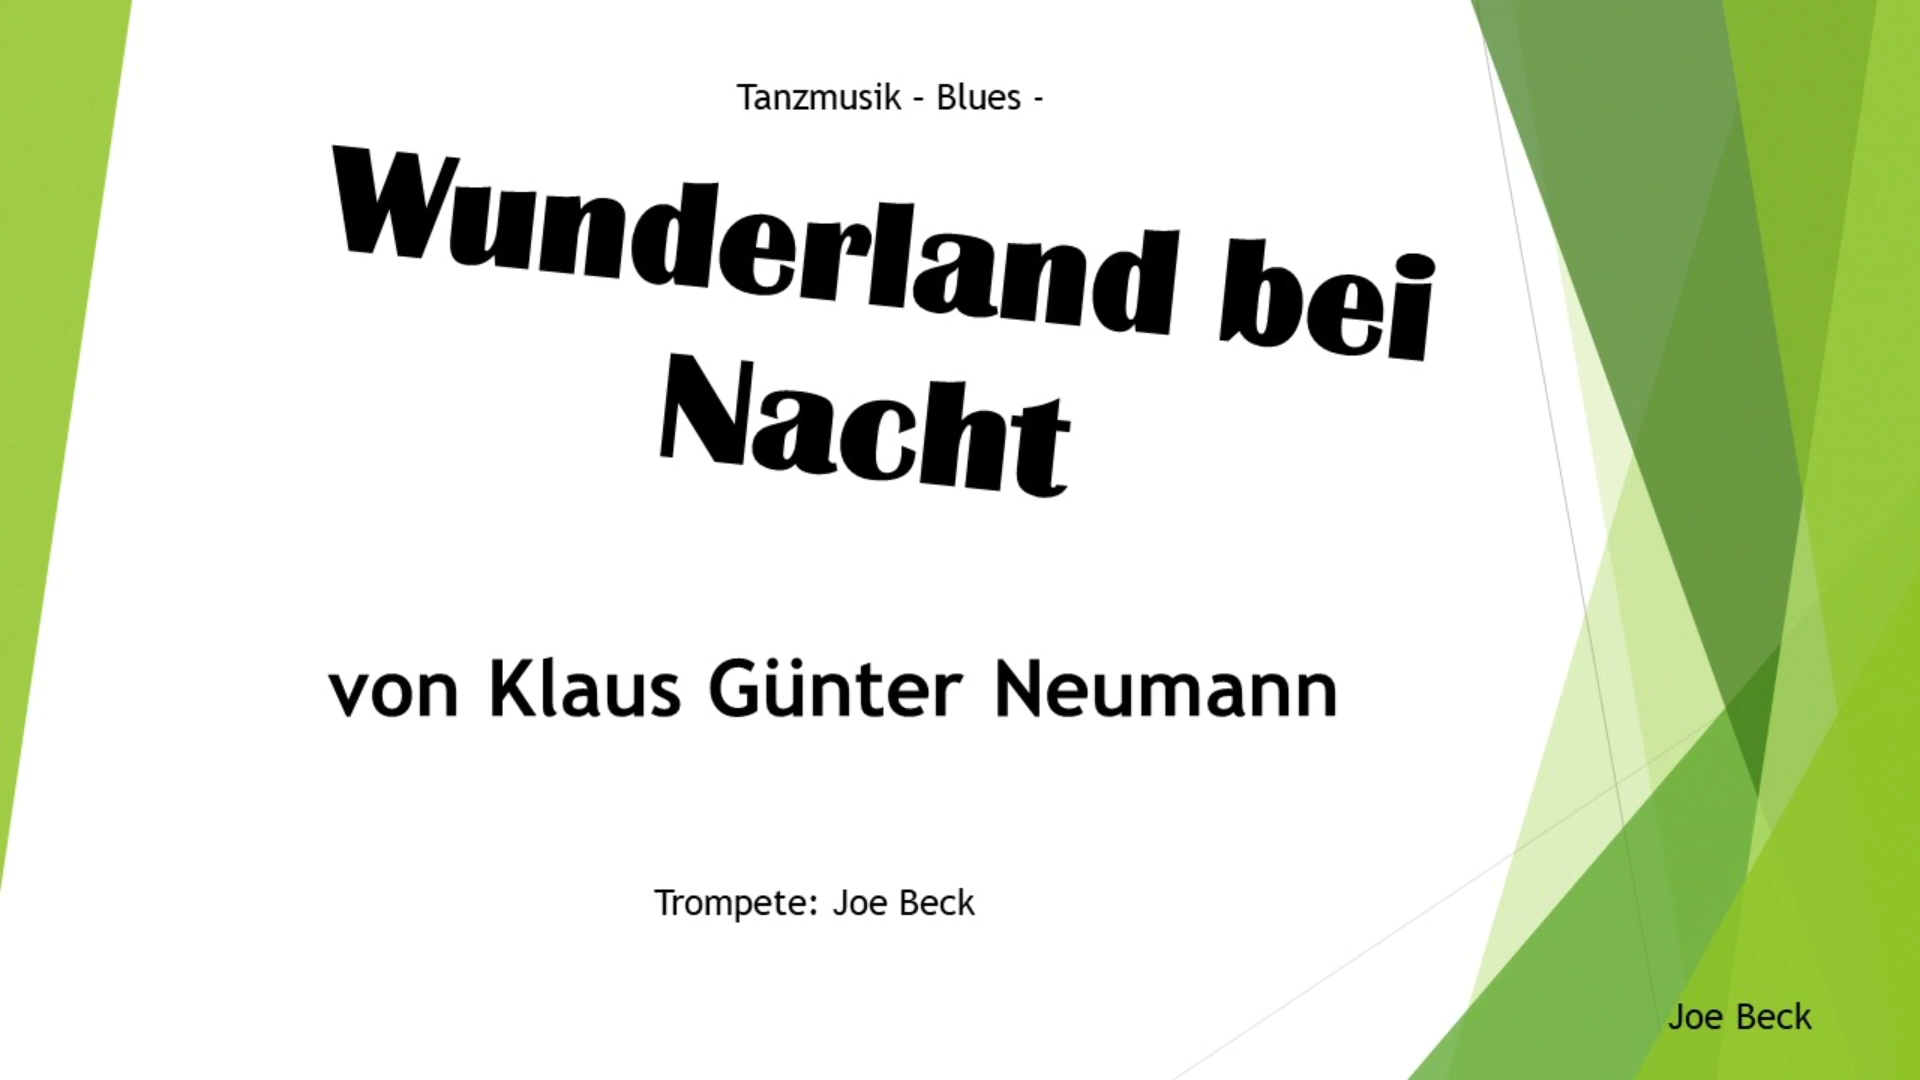 Tanzmusik – Blues -
Wunderland bei
Nacht
von Klaus Günter Neumann
Trompete: Joe Beck
Joe Beck